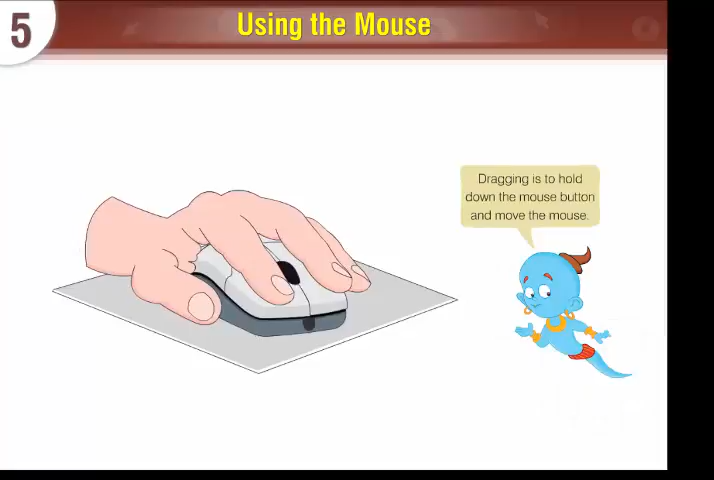 5
Using the Mouse
Dragging is to hold
down the mouse button
and move the mouse.